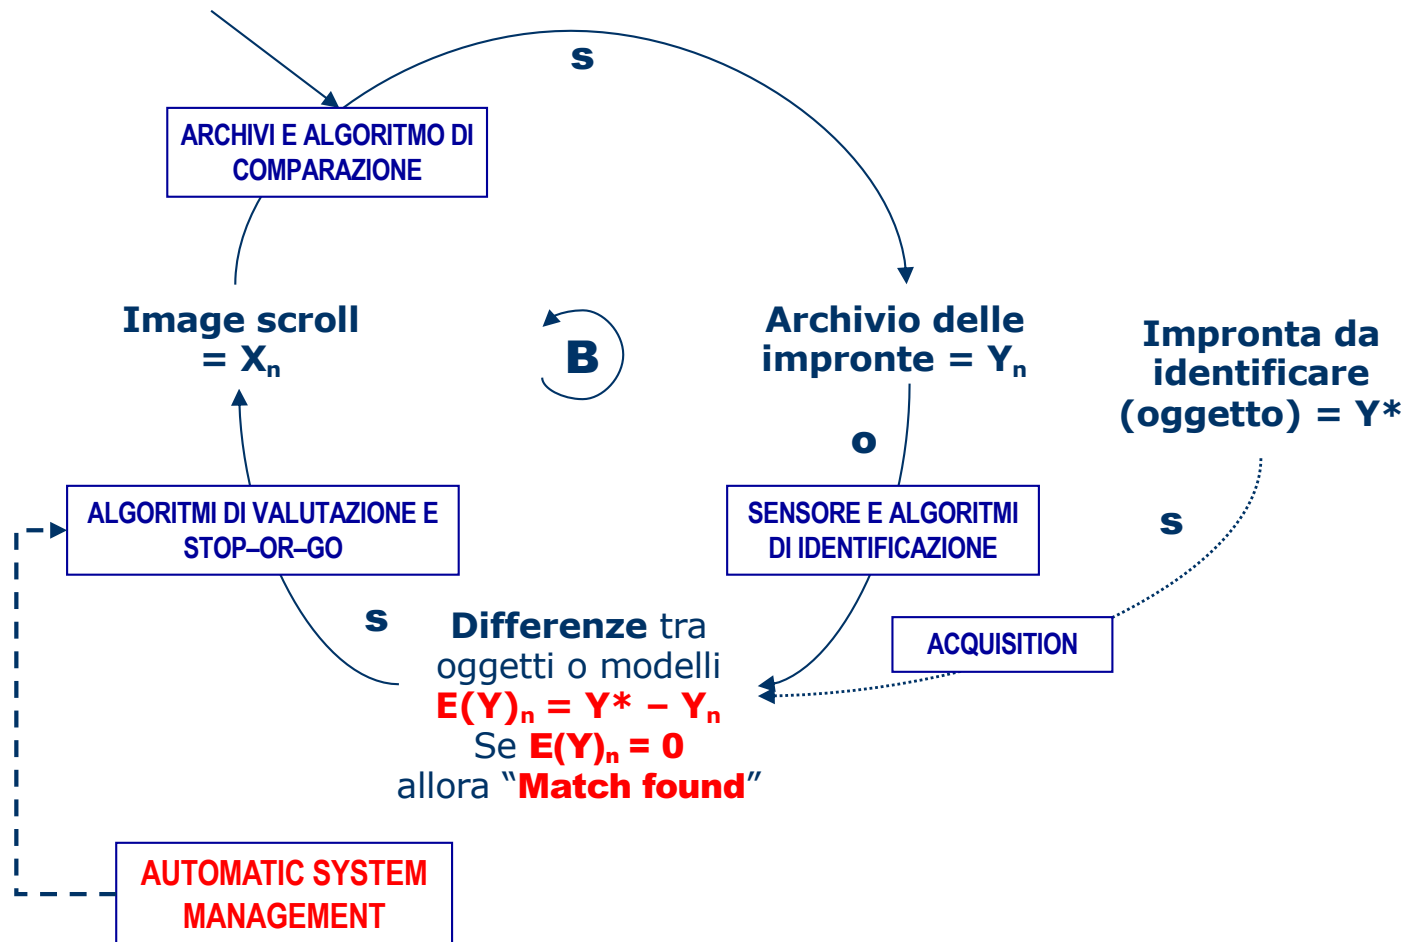 s
ARCHIVI E ALGORITMO DI
COMPARAZIONE
Image scroll
= Xn
B
Archivio delle
impronte = Yn
Impronta da
identificare
(oggetto) = Y*
o
ALGORITMI DI VALUTAZIONE E
STOP–OR–GO
SENSORE E ALGORITMI
DI IDENTIFICAZIONE
s
s
Differenze tra
oggetti o modelli
E(Y)n = Y* – Yn
Se E(Y)n = 0
allora “Match found”
ACQUISITION
AUTOMATIC SYSTEM
MANAGEMENT